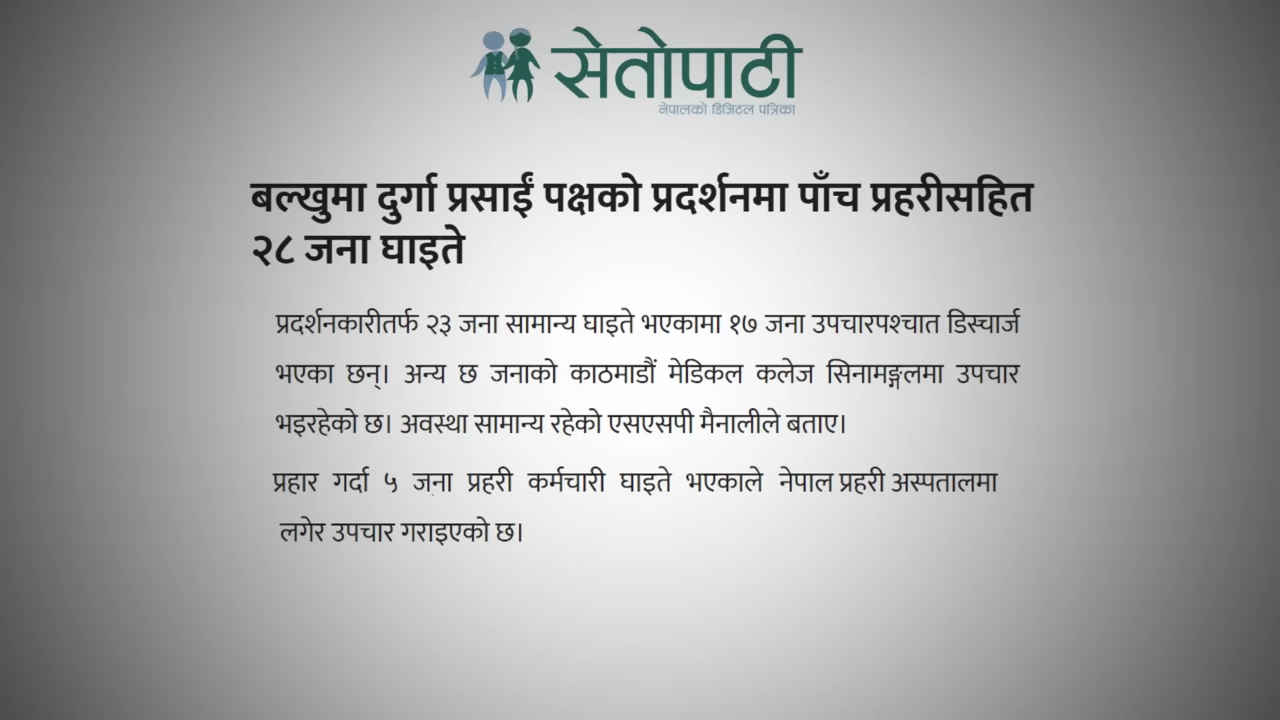 सेतोपाटी
नेपालको डिजिटल पत्रिका
बल्खुमा दुर्गा प्रसाईं पक्षको प्रदर्शनमा पाँच प्रहरीसहित
२८ जना घाइते
प्रदर्शनकारीतर्फ २३ जना सामान्य घाइते भएकामा १७ जना उपचारपश्चात डिस्चार्ज
भएका छन्। अन्य छ जनाको काठमाडौं मेडिकल कलेज सिनामङ्गलमा उपचार
भइरहेको छ। अवस्था सामान्य रहेको एसएसपी मैनालीले बताए।
प्रहार गर्दा ५ जना प्रहरी कर्मचारी घाइते भएकाले नेपाल प्रहरी अस्पतालमा
लगेर उपचार गराइएको छ।